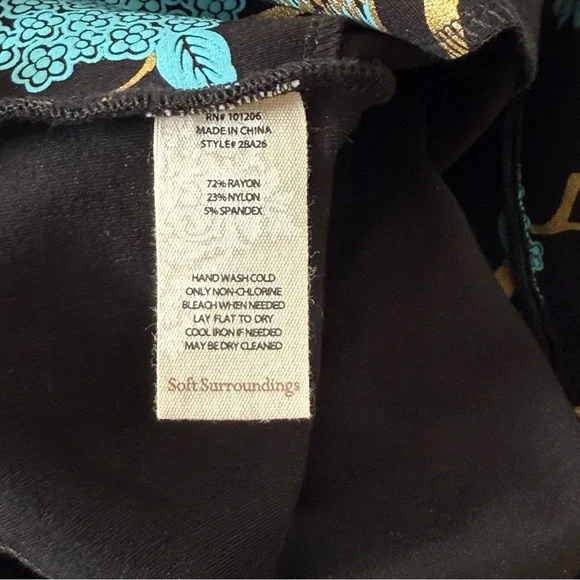 RN# 101206
MADE IN CHINA
STYLE# 2BA26
72% RAYON
23% NYLON
5% SPANDEX
HAND WASH COLD
ONLY NON-CHLORINE
BLEACH WHEN NEEDED
LAY FLAT TO DRY
COOL IRON IF NEEDED
MAY BE DRY CLEANED
Soft Surroundings